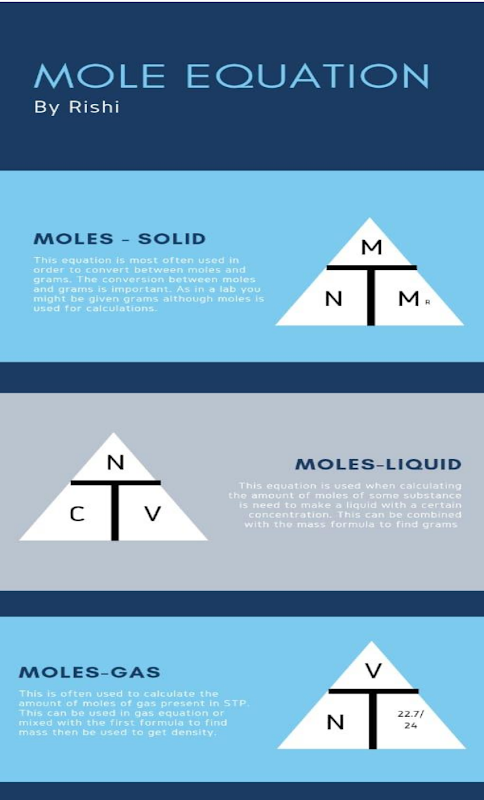 MOLE EQUATION
By Rishi
MOLES - SOLID
This equation is most often used in
order to convert between moles and
grams. The conversion between moles
and grams is important. As in a lab you
might be given grams although moles is
used for calculations.
M
N
M R
N
C
V
MOLES-LIQUID
This equation is used when calculating
the amount of moles of some substance
is need to make a liquid with a certain
concentration. This can be combined
with the mass formula to find grams
MOLES-GAS
This is often used to calculate the
amount of moles of gas present in STP.
This can be used in gas equation or
mixed with the first formula to find
mass then be used to get density.
V
N
22.7/
24